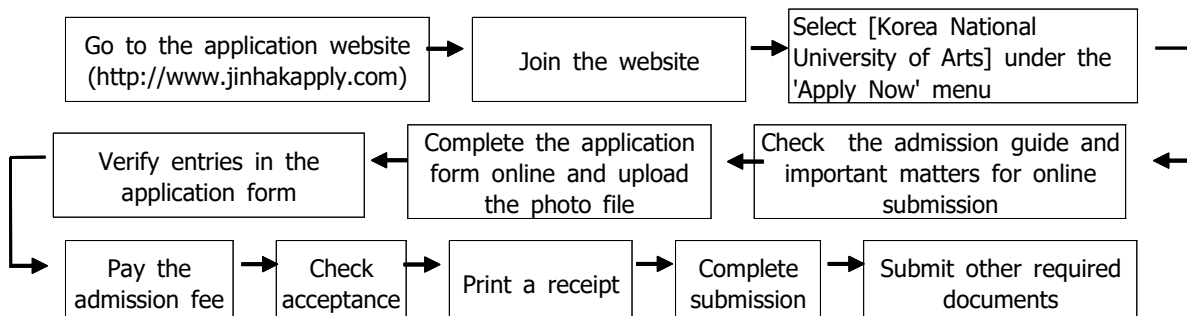 Go to the application website
(http://www.jinhakapply.com)
Join the website
Select [Korea National
University of Arts] under the
'Apply Now' menu
Check the admission guide and
important matters for online
submission
Complete the application
form online and upload
the photo file
Verify entries in the
application form
Pay the
admission fee
Check
acceptance
Print a receipt
Complete
submission
Submit other required
documents